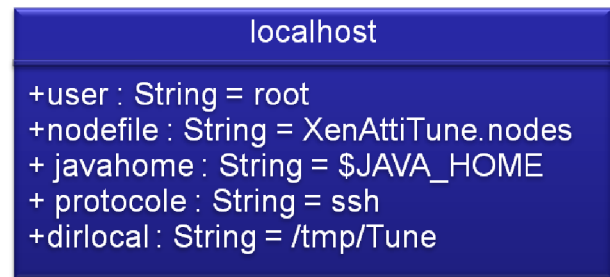 localhost
+user : String = root
+nodefile : String = XenAttiTune.nodes
+ javahome : String = $JAVA_HOME
+ protocole : String = ssh
+dirlocal : String = /tmp/Tune